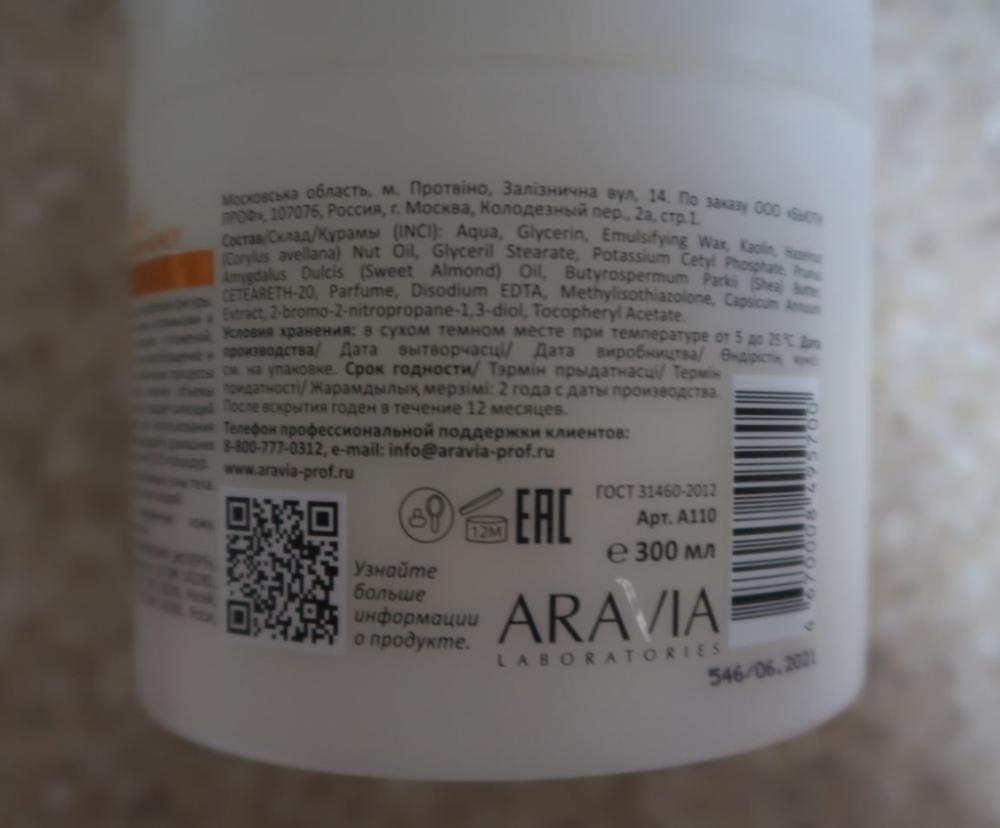 Московська область, м. Протвіно, Залізнична вул, 14. По заказу ООО «БЬЮТИ
ПРОФ», 107076, Россия, г. Москва, Колодезный пер., 2а, стр.1.
Состав/Склад/Құрамы (INCI): Aqua, Glycerin, Emulsifying Wax, Kaolin, Hazelnut
(Corylus avellana) Nut Oil, Glyceril Stearate, Potassium Cetyl Phosphate, Prunus
Amygdalus Dulcis (Sweet Almond) Oil, Butyrospermum Parkii (Shea) Butter,
CETEARETH-20, Parfume, Disodium EDTA, Methylisothiazolone, Capsicum Annuum
Extract, 2-bromo-2-nitropropane-1,3-diol, Tocopheryl Acetate.
Условия хранения: в сухом темном месте при температуре от 5 до 25°С. Дата
производства/ Дата вытворчасці/ Дата виробництва/ Өндірістің күнін
см. на упаковке. Срок годности/ Тэрмін прыдатнасці/ Термін
придатності/ Жарамдылық мерзімі: 2 года с даты производства.
После вскрытия годен в течение 12 месяцев.
Телефон профессиональной поддержки клиентов:
8-800-777-0312, e-mail: info@aravia-prof.ru
www.aravia-prof.ru
12M
EAC
ГОСТ 31460-2012
Арт. А110
℮ 300 мл
Узнайте
больше
информации
о продукте.
ARAVIA
LABORATORIES
546/06.2021
4 670008 495700